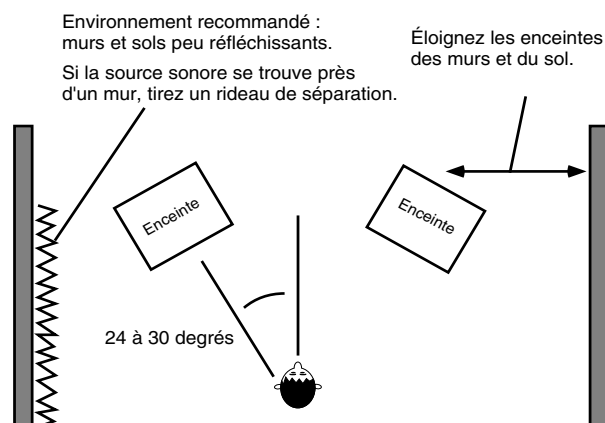 Environnement recommandé :
murs et sols peu réfléchissants.
Si la source sonore se trouve près
d'un mur, tirez un rideau de séparation.
Éloignez les enceintes
des murs et du sol.
Enceinte
Enceinte
24 à 30 degrés